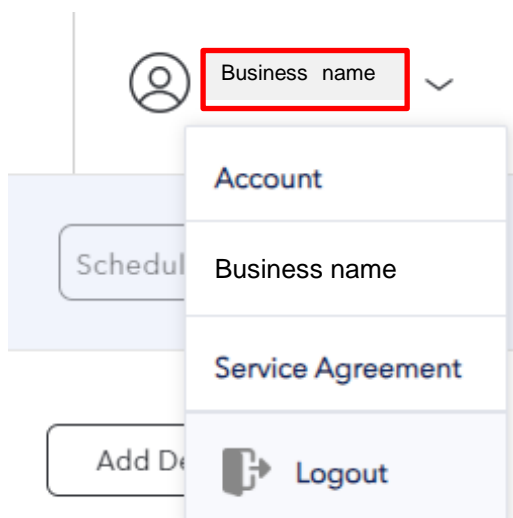 Business name
Account
Schedul
Business name
Service Agreement
Add De
Logout